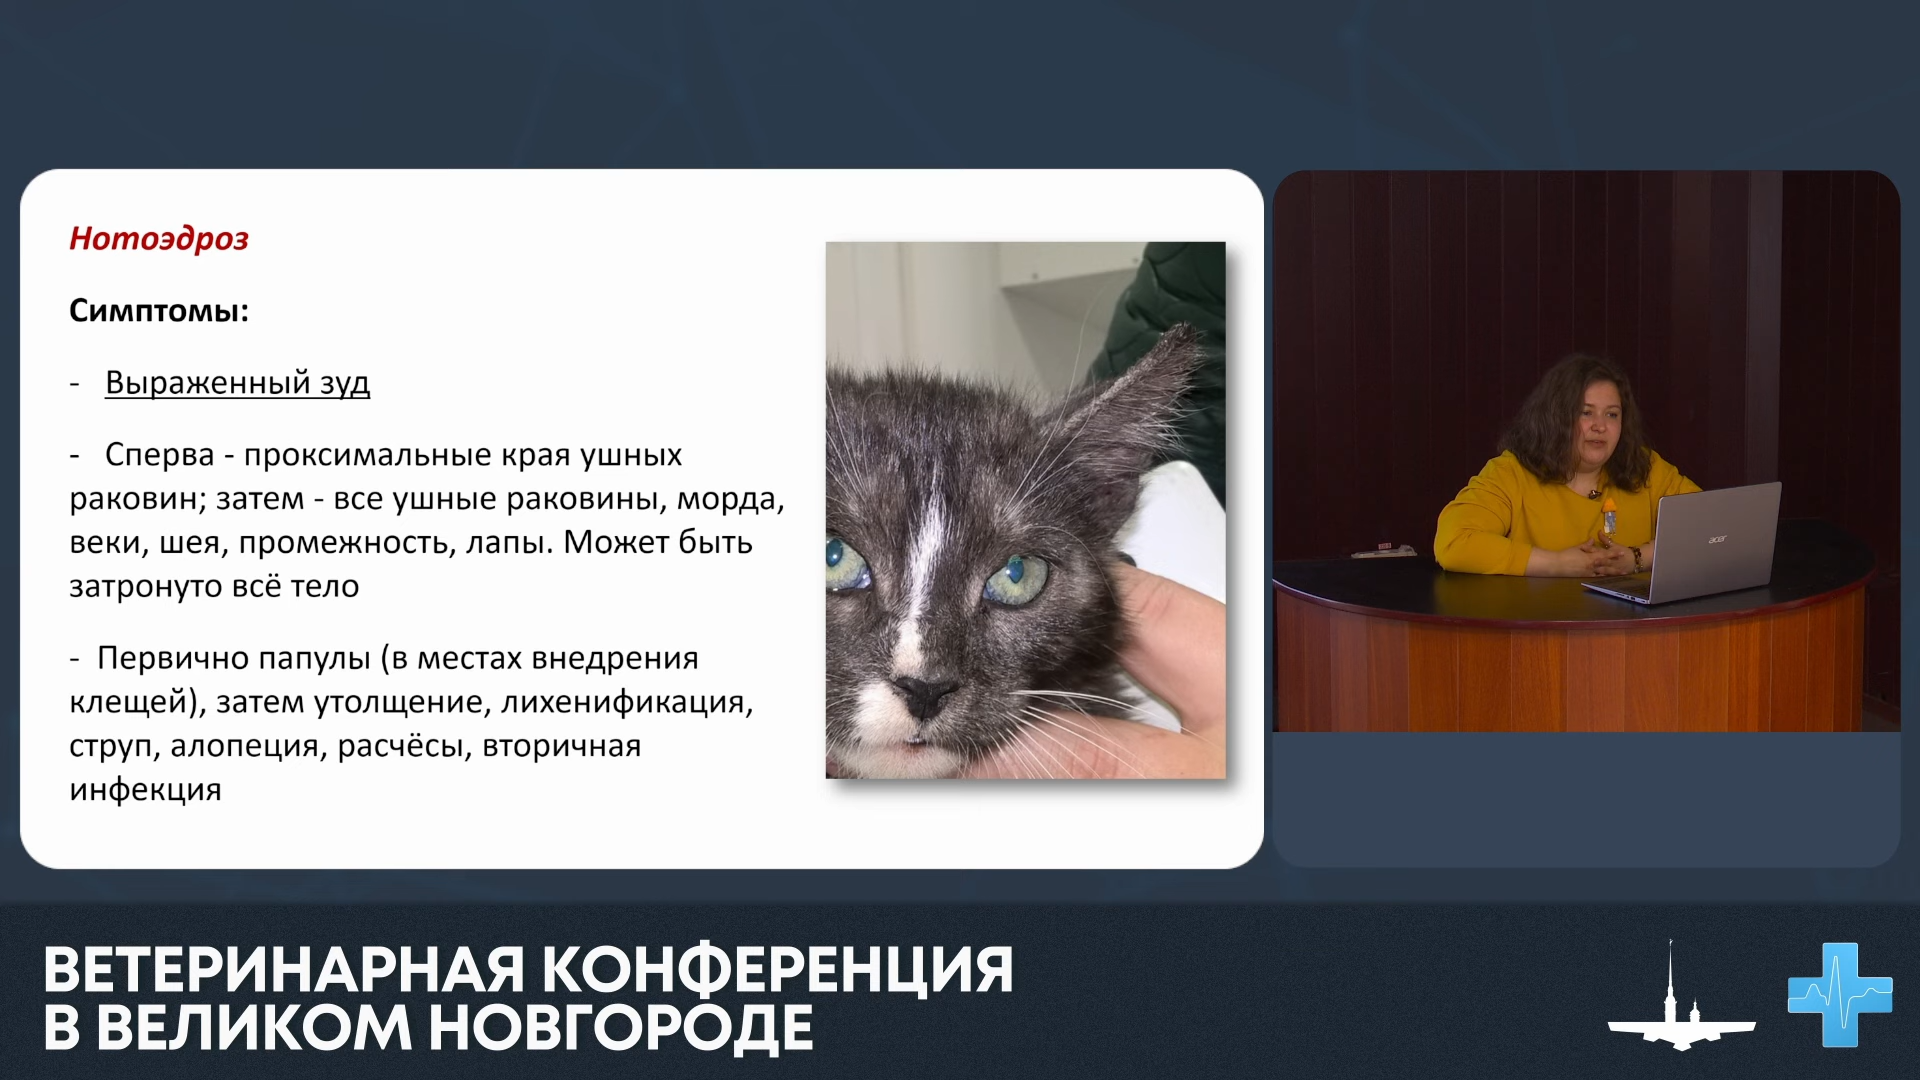 Нотоэдроз
Симптомы:
- Выраженный зуд
- Сперва - проксимальные края ушных
раковин; затем - все ушные раковины, морда,
веки, шея, промежность, лапы. Может быть
затронуто всё тело
- Первично папулы (в местах внедрения
клещей), затем утолщение, лихенификация,
струп, алопеция, расчёсы, вторичная
инфекция
acer
ВЕТЕРИНАРНАЯ КОНФЕРЕНЦИЯ
В ВЕЛИКОМ НОВГОРОДЕ